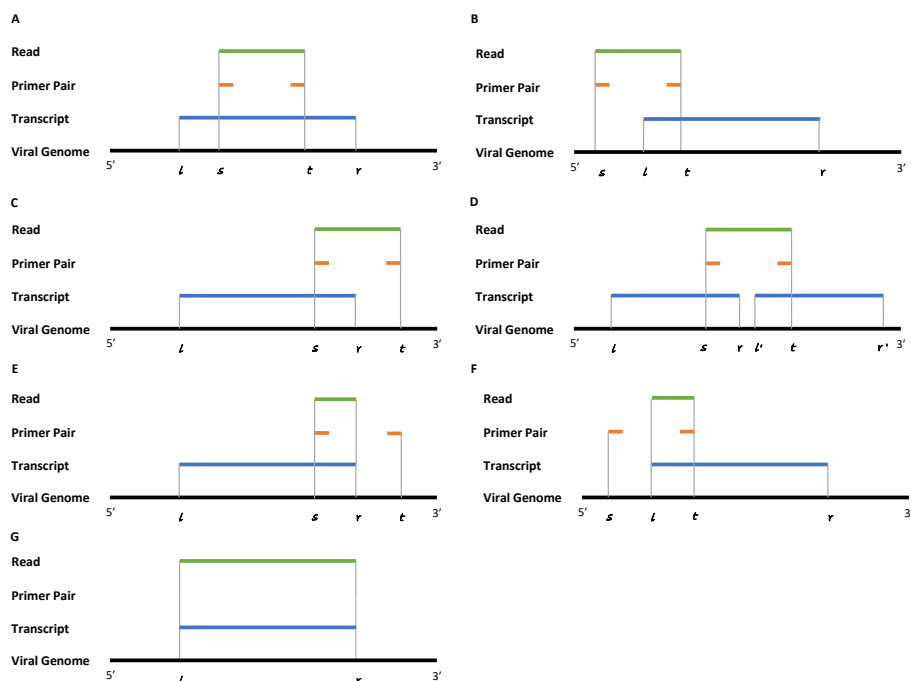 A
Read
Primer Pair
Transcript
Viral Genome
5’ 3’
l s t r
B
Read
Primer Pair
Transcript
Viral Genome
5’ 3’
s l t r
C
Read
Primer Pair
Transcript
Viral Genome
5’ 3’
l s r t
D
Read
Primer Pair
Transcript
Viral Genome
5’ 3’
l s r l' t r'
E
Read
Primer Pair
Transcript
Viral Genome
5’ 3’
l s r t
F
Read
Primer Pair
Transcript
Viral Genome
5’ 3
s l t r
G
Read
Primer Pair
Transcript
Viral Genome
5’ 3’
l r